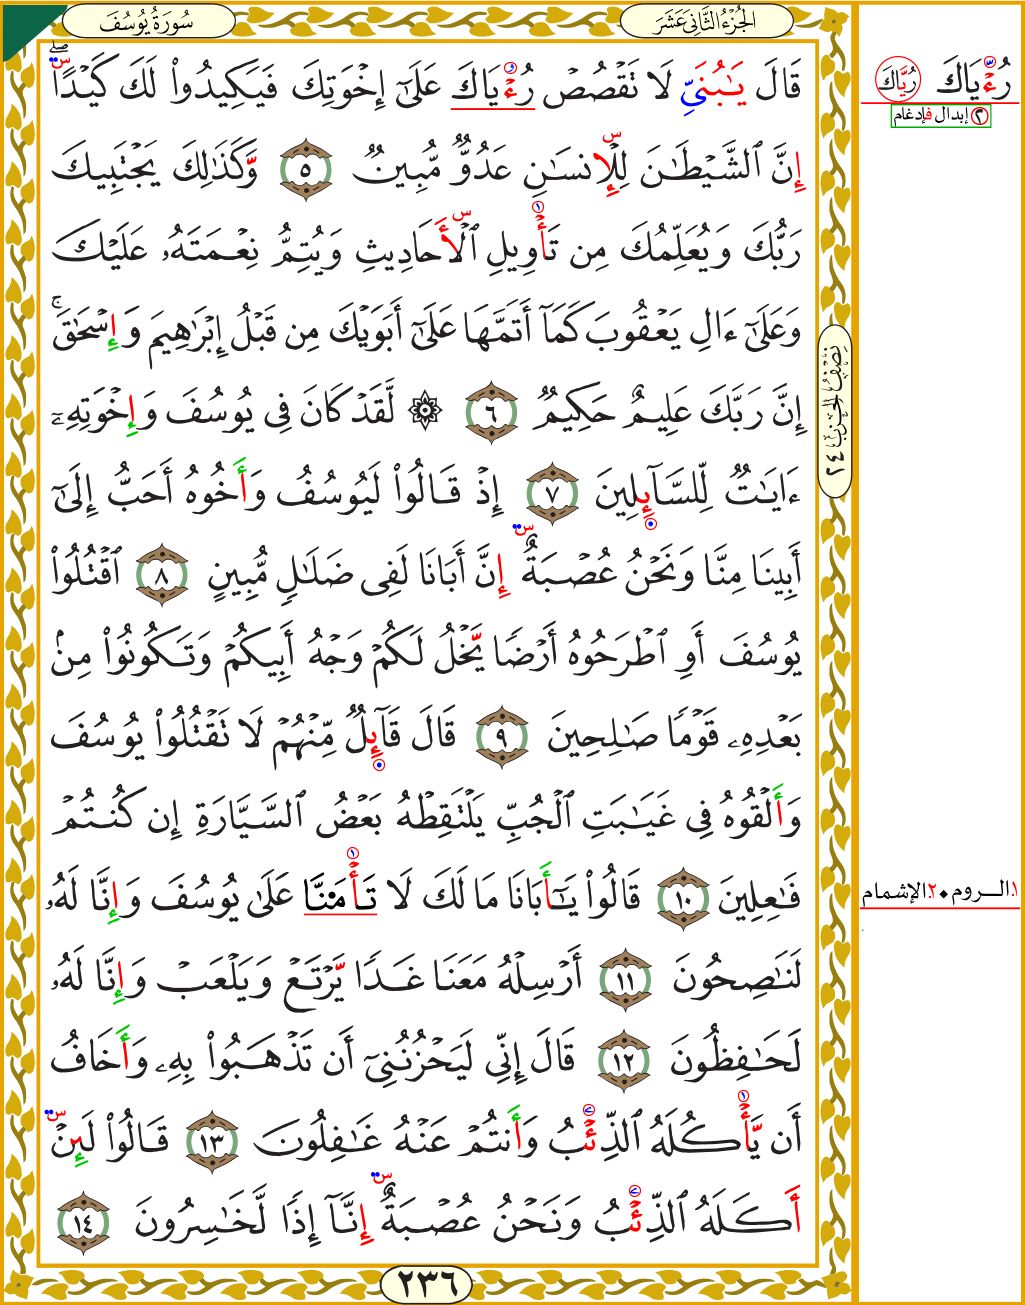 سُورَةُ يُوسُفَ
الجُزْءُ الثَّانِي عَشَرَ
قَالَ يَٰبُنَيِّ لَا تَقْصُصْ رُءْيَاكَ عَلَىٰٓ إِخْوَتِكَ فَيَكِيدُوا۟ لَكَ كَيْدًا ۖ
إِنَّ ٱلشَّيْطَٰنَ لِلْإِنسَٰنِ عَدُوٌّ مُّبِينٌ ٥ وَكَذَٰلِكَ يَجْتَبِيكَ
رَبُّكَ وَيُعَلِّمُكَ مِن تَأْوِيلِ ٱلْأَحَادِيثِ وَيُتِمُّ نِعْمَتَهُۥ عَلَيْكَ
وَعَلَىٰٓ ءَالِ يَعْقُوبَ كَمَآ أَتَمَّهَا عَلَىٰٓ أَبَوَيْكَ مِن قَبْلُ إِبْرَٰهِيمَ وَإِسْحَٰقَ ۚ
إِنَّ رَبَّكَ عَلِيمٌ حَكِيمٌ ٦ ۞ لَّقَدْ كَانَ فِى يُوسُفَ وَإِخْوَتِهِۦٓ
ءَايَٰتٌ لِّلسَّآئِلِينَ ٧ إِذْ قَالُوا۟ لَيُوسُفُ وَأَخُوهُ أَحَبُّ إِلَىٰٓ
أَبِينَا مِنَّا وَنَحْنُ عُصْبَةٌ إِنَّ أَبَانَا لَفِى ضَلَٰلٍ مُّبِينٍ ٨ ٱقْتُلُوا۟
يُوسُفَ أَوِ ٱطْرَحُوهُ أَرْضًا يَخْلُ لَكُمْ وَجْهُ أَبِيكُمْ وَتَكُونُوا۟ مِنۢ
بَعْدِهِۦ قَوْمًا صَٰلِحِينَ ٩ قَالَ قَآئِلٌ مِّنْهُمْ لَا تَقْتُلُوا۟ يُوسُفَ
وَأَلْقُوهُ فِى غَيَٰبَتِ ٱلْجُبِّ يَلْتَقِطْهُ بَعْضُ ٱلسَّيَّارَةِ إِن كُنتُمْ
فَٰعِلِينَ ١٠ قَالُوا۟ يَٰٓأَبَانَا مَا لَكَ لَا تَأْمَ۬نَّا عَلَىٰ يُوسُفَ وَإِنَّا لَهُۥ
لَنَٰصِحُونَ ١١ أَرْسِلْهُ مَعَنَا غَدًا يَّرْتَعْ وَيَلْعَبْ وَإِنَّا لَهُۥ
لَحَٰفِظُونَ ١٢ قَالَ إِنِّى لَيَحْزُنُنِىٓ أَن تَذْهَبُوا۟ بِهِۦ وَأَخَافُ
أَن يَّأْكُلَهُ ٱلذِّئْبُ وَأَنتُمْ عَنْهُ غَٰفِلُونَ ١٣ قَالُوا۟ لَئِنْ
أَكَلَهُ ٱلذِّئْبُ وَنَحْنُ عُصْبَةٌ إِنَّآ إِذًا لَّخَٰسِرُونَ ١٤
٢٣٦
نصف الحزب ٢٤
رُءْيَاكَ رُيَّاكَ
٢ إبدال فإدغام
١.الروم ٢.الإشمام